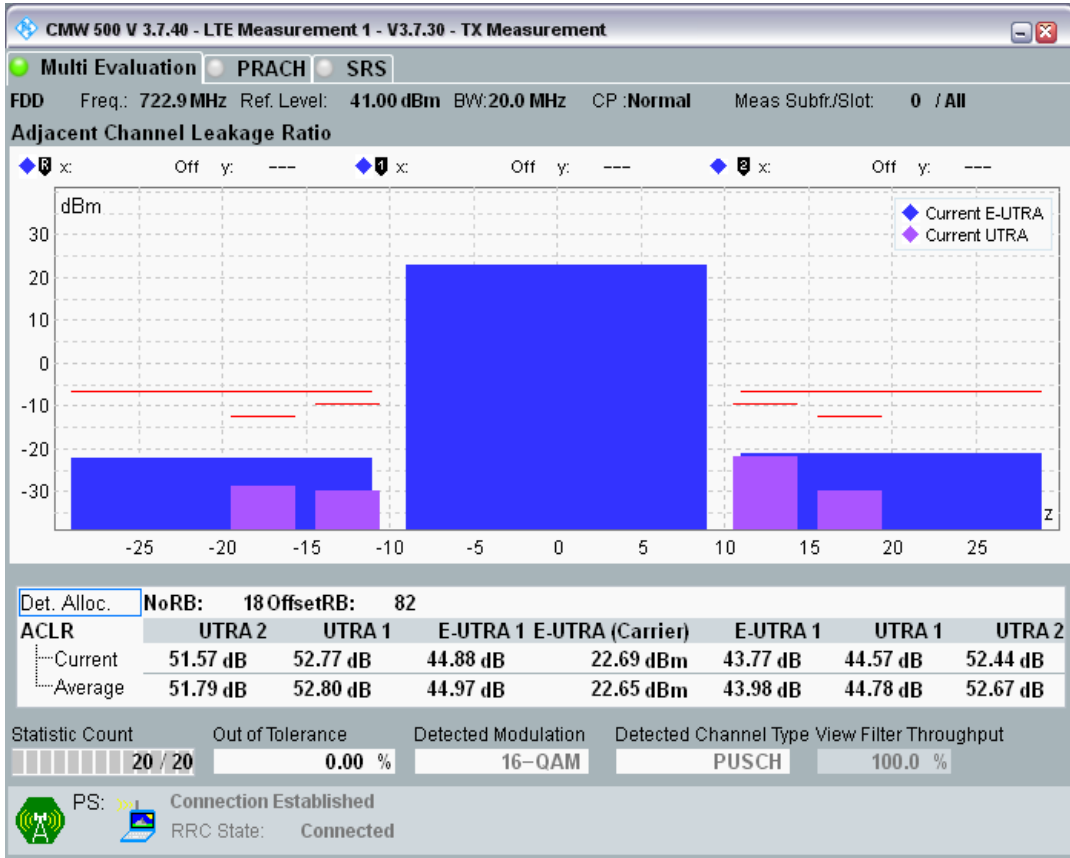 CMW 500 V 3.7.40 - LTE Measurement 1 - V3.7.30 - TX Measurement
Multi Evaluation PRACH SRS
FDD Freq.: 722.9 MHz Ref. Level: 41.00 dBm BW: 20.0 MHz CP :Normal Meas Subfr./Slot: 0 / All
Adjacent Channel Leakage Ratio
R x: Off y: --- 1 x: Off y: --- 2 x: Off y: ---
dBm
Current E-UTRA
Current UTRA
30
20
10
0
-10
-20
-30
z
-25 -20 -15 -10 -5 0 5 10 15 20 25
Det. Alloc. NoRB: 18 OffsetRB: 82
ACLR UTRA 2 UTRA 1 E-UTRA 1 E-UTRA (Carrier) E-UTRA 1 UTRA 1 UTRA 2
Current 51.57 dB 52.77 dB 44.88 dB 22.69 dBm 43.77 dB 44.57 dB 52.44 dB
Average 51.79 dB 52.80 dB 44.97 dB 22.65 dBm 43.98 dB 44.78 dB 52.67 dB
Statistic Count Out of Tolerance Detected Modulation Detected Channel Type View Filter Throughput
20 / 20 0.00 % 16-QAM PUSCH 100.0 %
PS: Connection Established
RRC State: Connected